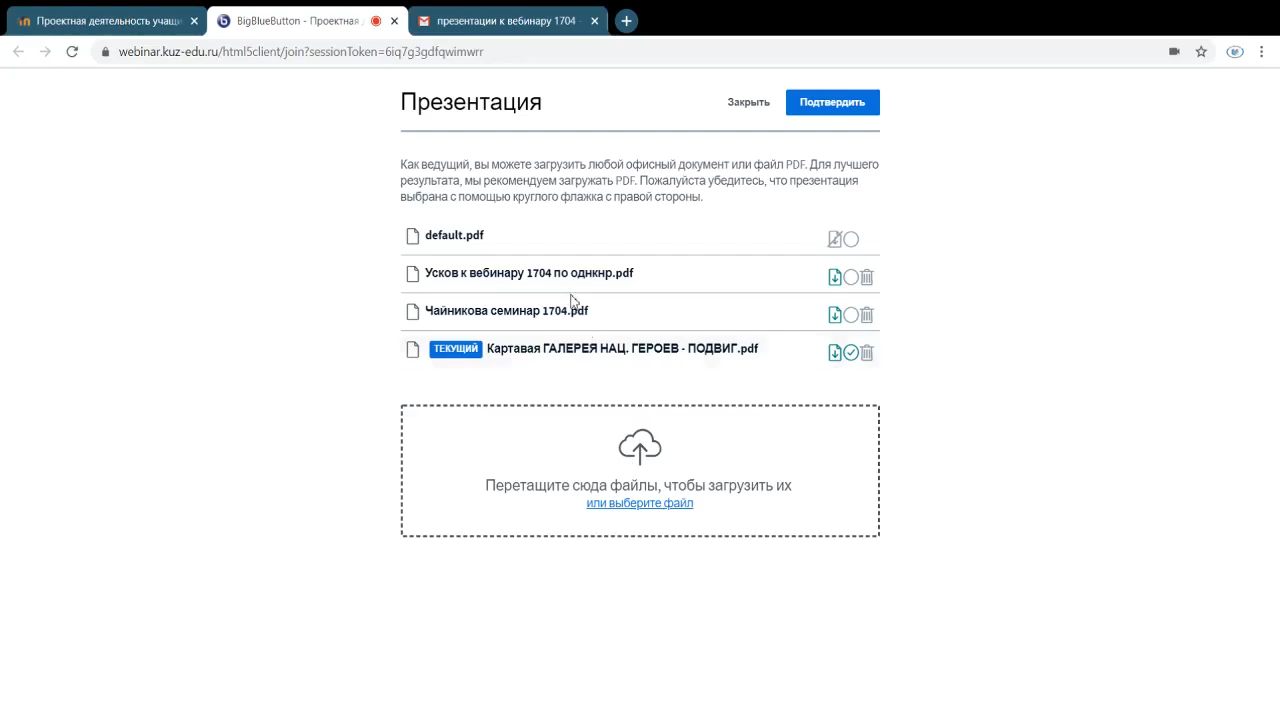 Проектная деятельность учащи
BigBlueButton - Проектная
презентации к вебинару 1704 -
webinar.kuz-edu.ru/html5client/join?sessionToken=6iq7g3gdfqwimwrr
Презентация
Закрыть
Подтвердить
Как ведущий, вы можете загрузить любой офисный документ или файл PDF. Для лучшего
результата, мы рекомендуем загружать PDF. Пожалуйста убедитесь, что презентация
выбрана с помощью круглого флажка с правой стороны.
default.pdf
Усков к вебинару 1704 по однкнр.pdf
Чайникова семинар 1704.pdf
ТЕКУЩИЙ Картавая ГАЛЕРЕЯ НАЦ. ГЕРОЕВ - ПОДВИГ.pdf
Перетащите сюда файлы, чтобы загрузить их
или выберите файл